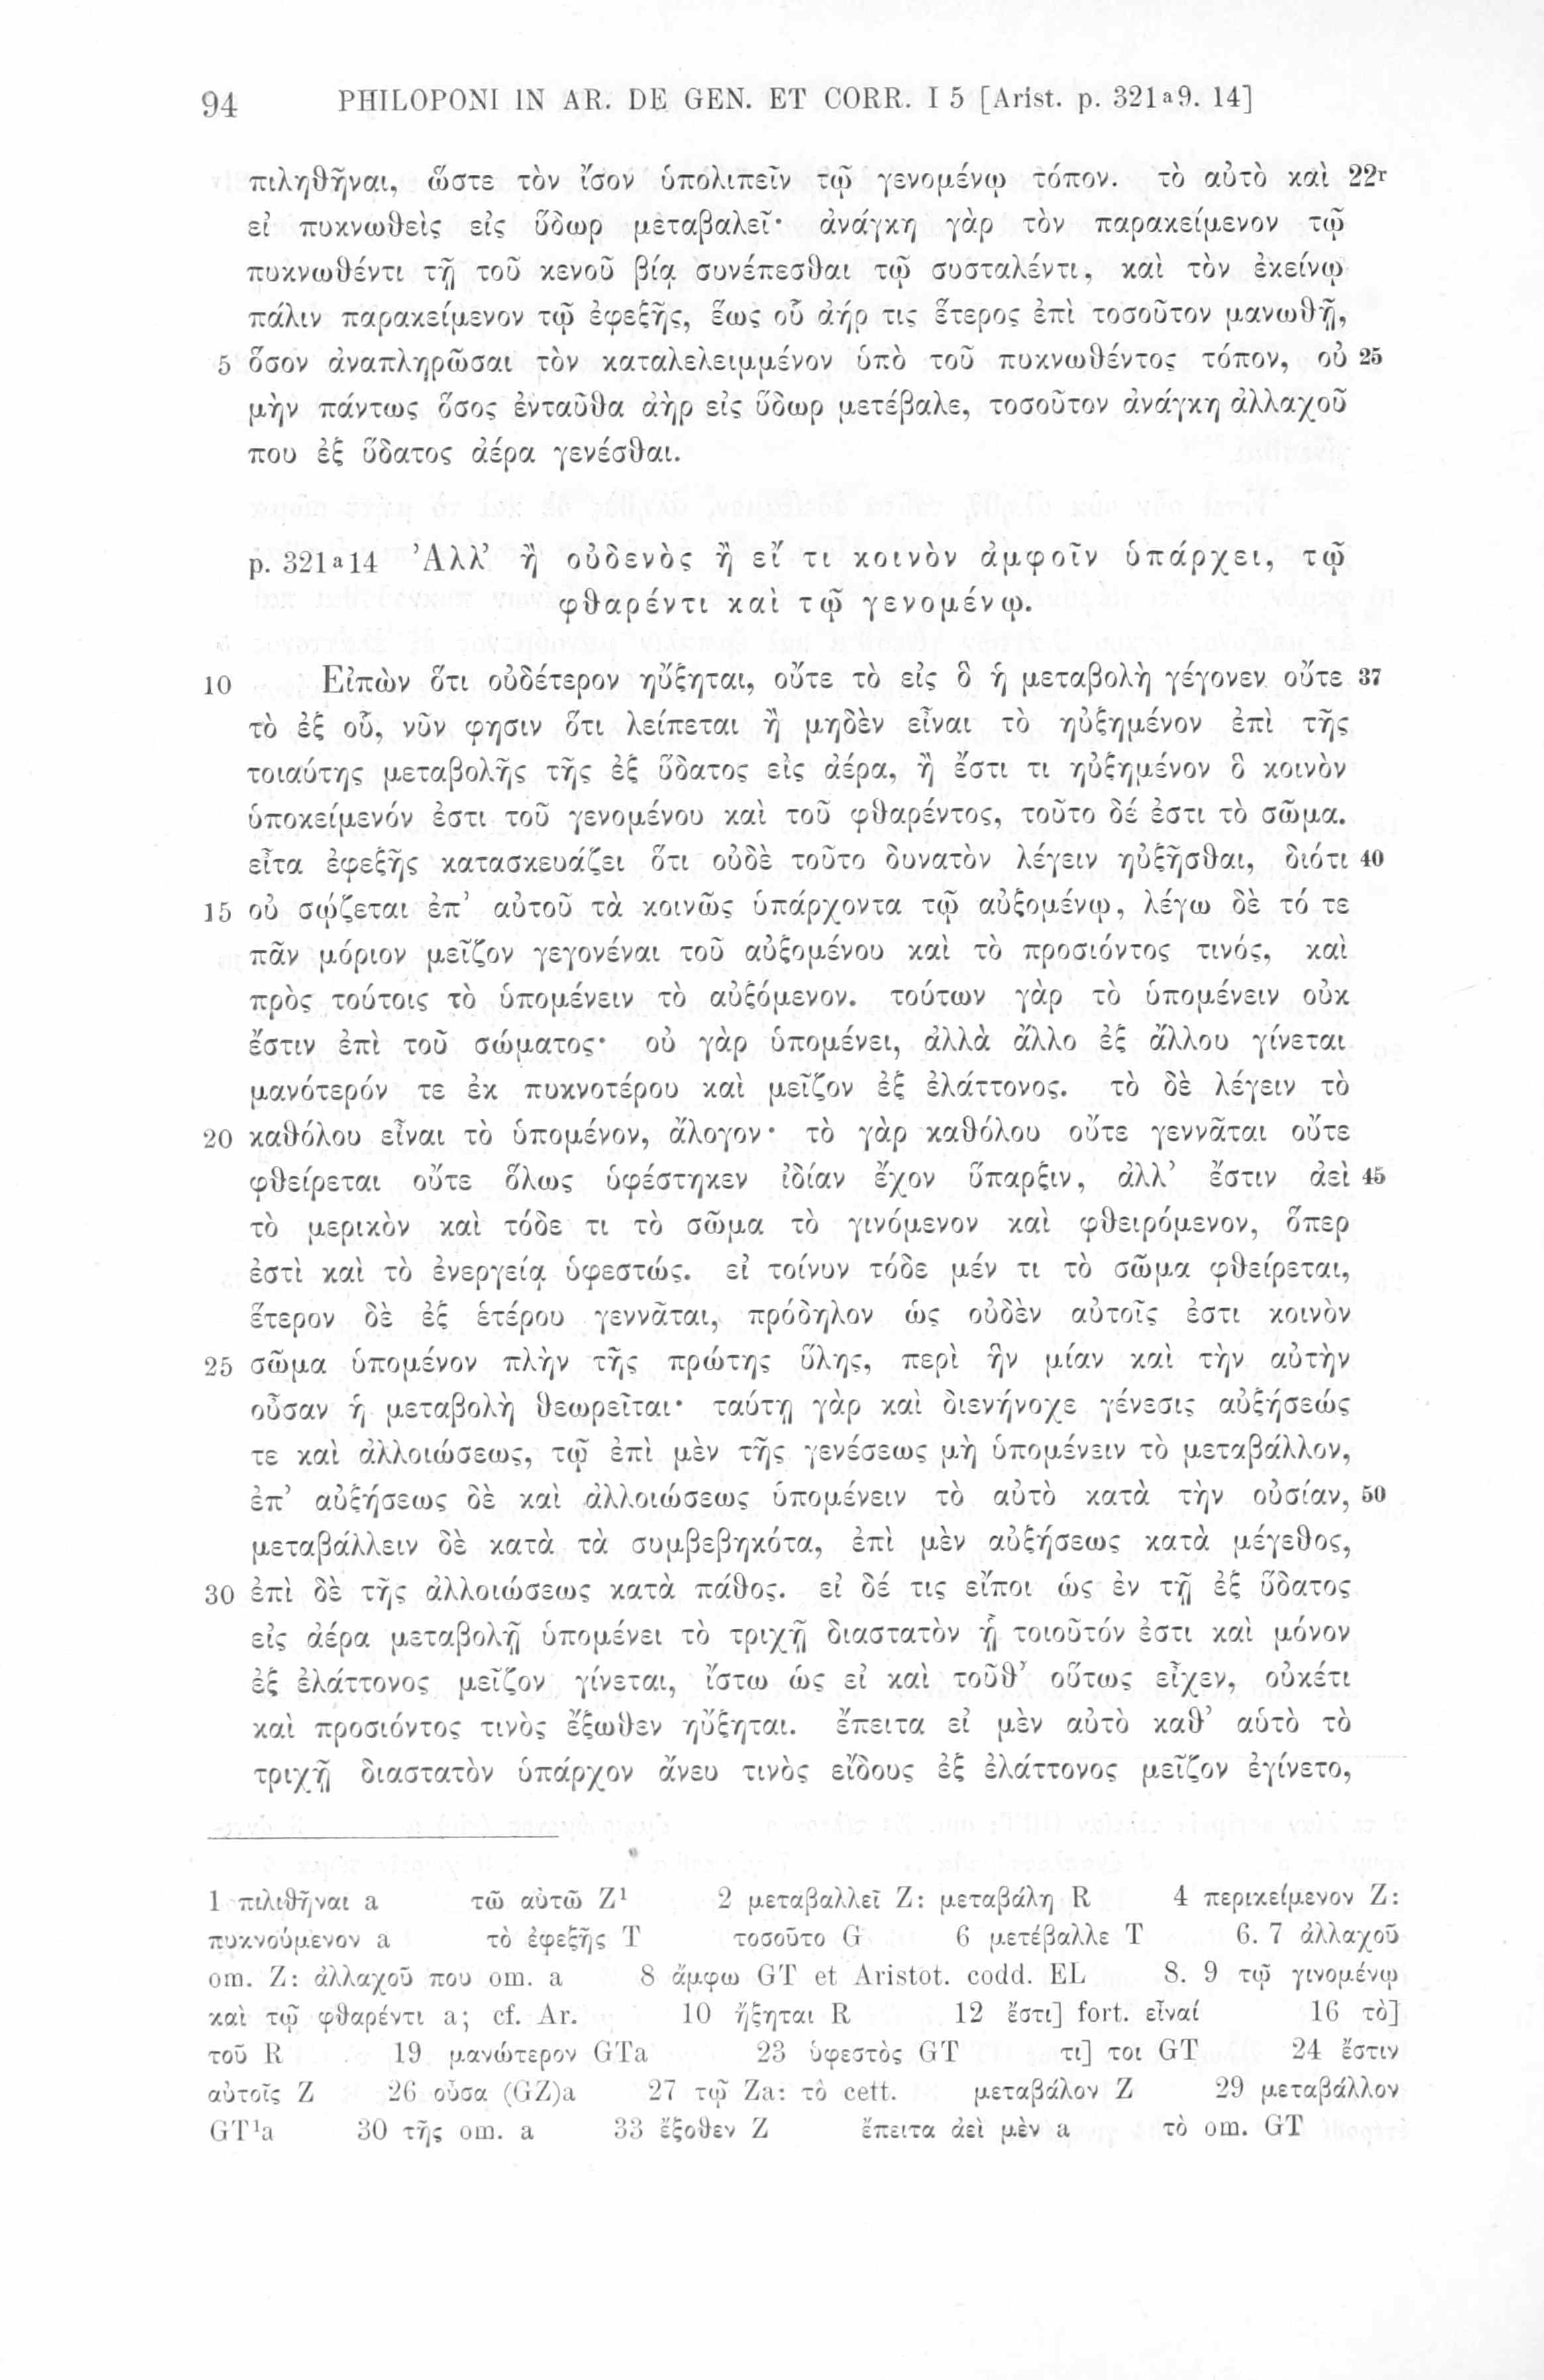 94 PHILOPONI IN AR. DE GEN. ET CORR. I 5 [Arist. p. 321ᵃ9. 14]
πιληθῆναι, ὥστε τὸν ἴσον ὑπολιπεῖν τῷ γενομένῳ τόπον. τὸ αὐτὸ καὶ 22ʳ
εἰ πυκνωθεὶς εἰς ὕδωρ μεταβαλεῖ· ἀνάγκη γὰρ τὸν παρακείμενον τῷ
πυκνωθέντι τῇ τοῦ κενοῦ βίᾳ συνέπεσθαι τῷ συσταλέντι, καὶ τὸν ἐκείνῳ
πάλιν παρακείμενον τῷ ἐφεξῆς, ἕως οὗ ἀήρ τις ἕτερος ἐπὶ τοσοῦτον μανωθῇ,
5 ὅσον ἀναπληρῶσαι τὸν καταλελειμμένον ὑπὸ τοῦ πυκνωθέντος τόπον, οὐ 25
μὴν πάντως ὅσος ἐνταῦθα ἀὴρ εἰς ὕδωρ μετέβαλε, τοσοῦτον ἀνάγκη ἀλλαχοῦ
που ἐξ ὕδατος ἀέρα γενέσθαι.
p. 321ᵃ14 Ἀλλ’ ἢ οὐδενὸς ἢ εἴ τι κοινὸν ἀμφοῖν ὑπάρχει, τῷ
φθαρέντι καὶ τῷ γενομένῳ.
10 Εἰπὼν ὅτι οὐδέτερον ηὔξηται, οὔτε τὸ εἰς ὃ ἡ μεταβολὴ γέγονεν οὔτε 37
τὸ ἐξ οὗ, νῦν φησιν ὅτι λείπεται ἢ μηδὲν εἶναι τὸ ηὐξημένον ἐπὶ τῆς
τοιαύτης μεταβολῆς τῆς ἐξ ὕδατος εἰς ἀέρα, ἢ ἔστι τι ηὐξημένον ὃ κοινὸν
ὑποκείμενόν ἐστι τοῦ γενομένου καὶ τοῦ φθαρέντος, τοῦτο δέ ἐστι τὸ σῶμα.
εἶτα ἐφεξῆς κατασκευάζει ὅτι οὐδὲ τοῦτο δυνατὸν λέγειν ηὐξῆσθαι, διότι 40
15 οὐ σῴζεται ἐπ’ αὐτοῦ τὰ κοινῶς ὑπάρχοντα τῷ αὐξομένῳ, λέγω δὲ τό τε
πᾶν μόριον μεῖζον γεγονέναι τοῦ αὐξομένου καὶ τὸ προσιόντος τινός, καὶ
πρὸς τούτοις τὸ ὑπομένειν τὸ αὐξόμενον. τούτων γὰρ τὸ ὑπομένειν οὐκ
ἔστιν ἐπὶ τοῦ σώματος· οὐ γὰρ ὑπομένει, ἀλλὰ ἄλλο ἐξ ἄλλου γίνεται
μανότερόν τε ἐκ πυκνοτέρου καὶ μεῖζον ἐξ ἐλάττονος. τὸ δὲ λέγειν τὸ
20 καθόλου εἶναι τὸ ὑπομένον, ἄλογον· τὸ γὰρ καθόλου οὔτε γεννᾶται οὔτε
φθείρεται οὔτε ὅλως ὑφέστηκεν ἰδίαν ἔχον ὕπαρξιν, ἀλλ’ ἔστιν ἀεὶ 45
τὸ μερικὸν καὶ τόδε τι τὸ σῶμα τὸ γινόμενον καὶ φθειρόμενον, ὅπερ
ἐστὶ καὶ τὸ ἐνεργείᾳ ὑφεστώς. εἰ τοίνυν τόδε μέν τι τὸ σῶμα φθείρεται,
ἕτερον δὲ ἐξ ἑτέρου γεννᾶται, πρόδηλον ὡς οὐδὲν αὐτοῖς ἐστι κοινὸν
25 σῶμα ὑπομένον πλὴν τῆς πρώτης ὕλης, περὶ ἣν μίαν καὶ τὴν αὐτὴν
οὖσαν ἡ μεταβολὴ θεωρεῖται· ταύτῃ γὰρ καὶ διενήνοχε γένεσις αὐξήσεώς
τε καὶ ἀλλοιώσεως, τῷ ἐπὶ μὲν τῆς γενέσεως μὴ ὑπομένειν τὸ μεταβάλλον,
ἐπ’ αὐξήσεως δὲ καὶ ἀλλοιώσεως ὑπομένειν τὸ αὐτὸ κατὰ τὴν οὐσίαν, 50
μεταβάλλειν δὲ κατὰ τὰ συμβεβηκότα, ἐπὶ μὲν αὐξήσεως κατὰ μέγεθος,
30 ἐπὶ δὲ τῆς ἀλλοιώσεως κατὰ πάθος. εἰ δέ τις εἴποι ὡς ἐν τῇ ἐξ ὕδατος
εἰς ἀέρα μεταβολῇ ὑπομένει τὸ τριχῇ διαστατὸν ᾗ τοιοῦτόν ἐστι καὶ μόνον
ἐξ ἐλάττονος μεῖζον γίνεται, ἴστω ὡς εἰ καὶ τοῦθ’ οὕτως εἶχεν, οὐκέτι
καὶ προσιόντος τινὸς ἔξωθεν ηὔξηται. ἔπειτα εἰ μὲν αὐτὸ καθ’ αὑτὸ τὸ
τριχῇ διαστατὸν ὑπάρχον ἄνευ τινὸς εἴδους ἐξ ἐλάττονος μεῖζον ἐγίνετο,
1 πιλιθῆναι a τῶ αὐτῶ Z¹ 2 μεταβαλλεῖ Z: μεταβάλη R 4 περικείμενον Z:
πυκνούμενον a τὸ ἐφεξῆς T τοσοῦτο G 6 μετέβαλλε T 6. 7 ἀλλαχοῦ
om. Z: ἀλλαχοῦ που om. a 8 ἄμφω GT et Aristot. codd. EL 8. 9 τῷ γινομένῳ
καὶ τῷ φθαρέντι a; cf. Ar. 10 ἤξηται R 12 ἔστι] fort. εἶναί 16 τὸ]
τοῦ R 19 μανώτερον GTa 23 ὑφεστὸς GT τι] τοι GT 24 ἔστιν
αὐτοῖς Z 26 οὖσα (GZ)a 27 τῷ Za: τὸ cett. μεταβάλον Z 29 μεταβάλλον
GT¹a 30 τῆς om. a 33 ἔξοθεν Z ἔπειτα ἀεὶ μὲν a τὸ om. GT